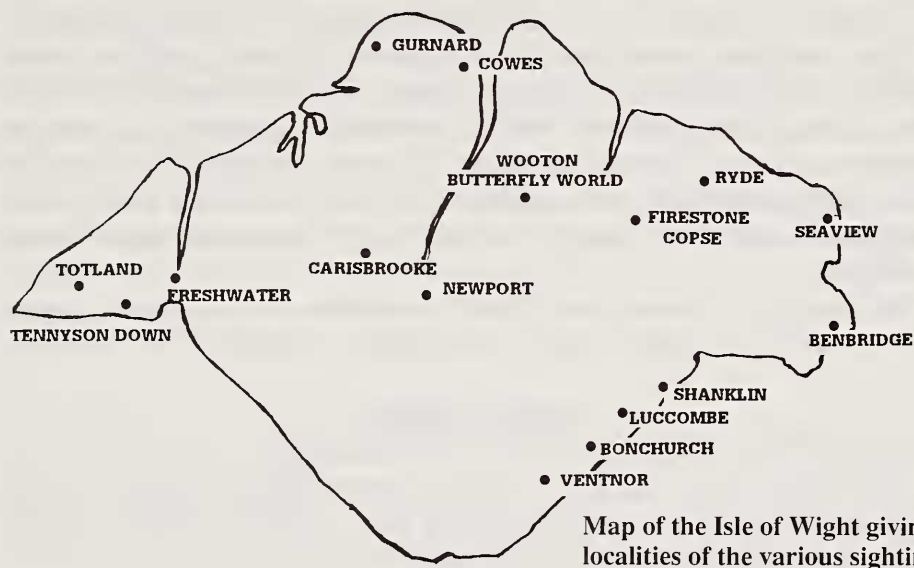 GURNARD
COWES
WOOTON
BUTTERFLY WORLD
RYDE
FIRESTONE
COPSE
SEAVIEW
TOTLAND
CARISBROOKE
FRESHWATER
NEWPORT
TENNYSON DOWN
BENBRIDGE
SHANKLIN
LUCCOMBE
BONCHURCH
VENTNOR
Map of the Isle of Wight givin
localities of the various sightin